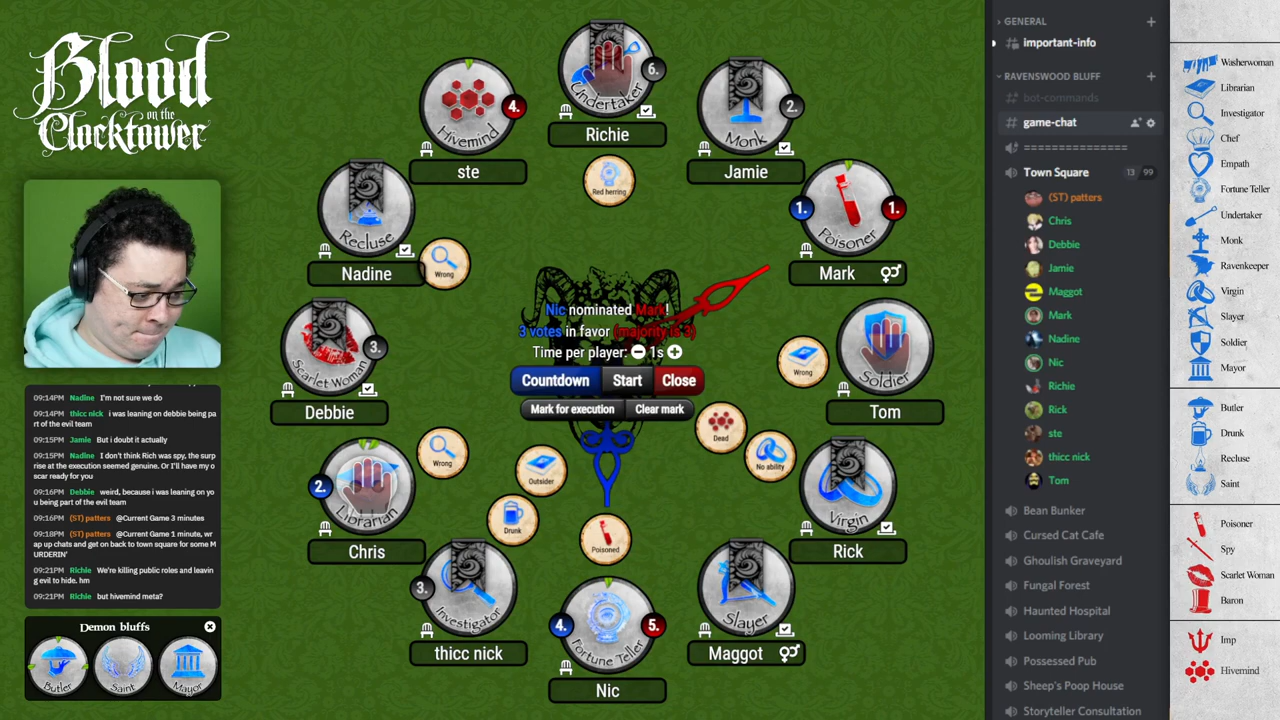 Blood
on the
Clocktower
09:14PM Nadine I'm not sure we do
09:14PM thicc nick i was leaning on debbie being pa
rt of the evil team
09:15PM Jamie But i doubt it actually
09:15PM Nadine I don't think Rich was spy, the surp
rise at the execution seemed genuine. Or I'll have my o
scar ready for you
09:16PM Debbie weird, because i was leaning on yo
u being part of the evil team
09:16PM (ST) patters @Current Game 3 minutes
09:18PM (ST) patters @Current Game 1 minute, wr
ap up chats and get on back to town square for some M
URDERIN'
09:21PM Richie We're killing public roles and leavin
g evil to hide. hm
09:21PM Richie but hivemind meta?
Demon bluffs
Butler
Saint
Mayor
Undertaker
6.
Richie
Red herring
Hivemind
4.
ste
Monk
2.
Jamie
Recluse
Nadine
Wrong
Poisoner
1.
1.
Mark
Nic nominated Mark!
3 votes in favor (majority is 3)
Time per player: 1s
Countdown
Start
Close
Mark for execution
Clear mark
Scarlet Woman
3.
Debbie
Wrong
Soldier
Tom
Wrong
Outsider
Dead
No ability
Librarian
2.
Chris
Drunk
Poisoned
Virgin
Rick
Investigator
3.
thicc nick
Fortune Teller
4.
5.
Nic
Slayer
Maggot
GENERAL
important-info
RAVENSWOOD BLUFF
bot-commands
game-chat
===============
Town Square
13 99
(ST) patters
Chris
Debbie
Jamie
Maggot
Mark
Nadine
Nic
Richie
Rick
ste
thicc nick
Tom
Bean Bunker
Cursed Cat Cafe
Ghoulish Graveyard
Fungal Forest
Haunted Hospital
Looming Library
Possessed Pub
Sheep's Poop House
Storyteller Consultation
Washerwoman
Librarian
Investigator
Chef
Empath
Fortune Teller
Undertaker
Monk
Ravenkeeper
Virgin
Slayer
Soldier
Mayor
Butler
Drunk
Recluse
Saint
Poisoner
Spy
Scarlet Woman
Baron
Imp
Hivemind